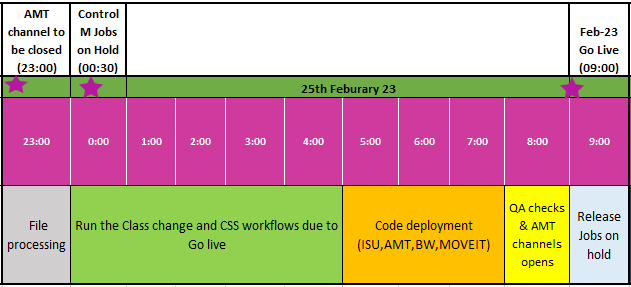 AMT
channel to
be closed
(23:00)
Control
M Jobs
on Hold
(00:30)
Feb-23
Go Live
(09:00)
25th Feburary 23
23:00 0:00 1:00 2:00 3:00 4:00 5:00 6:00 7:00 8:00 9:00
File
processing
Run the Class change and CSS workflows due to
Go live
Code deployment
(ISU,AMT,BW,MOVEIT)
QA checks
& AMT
channels
opens
Release
Jobs on
hold